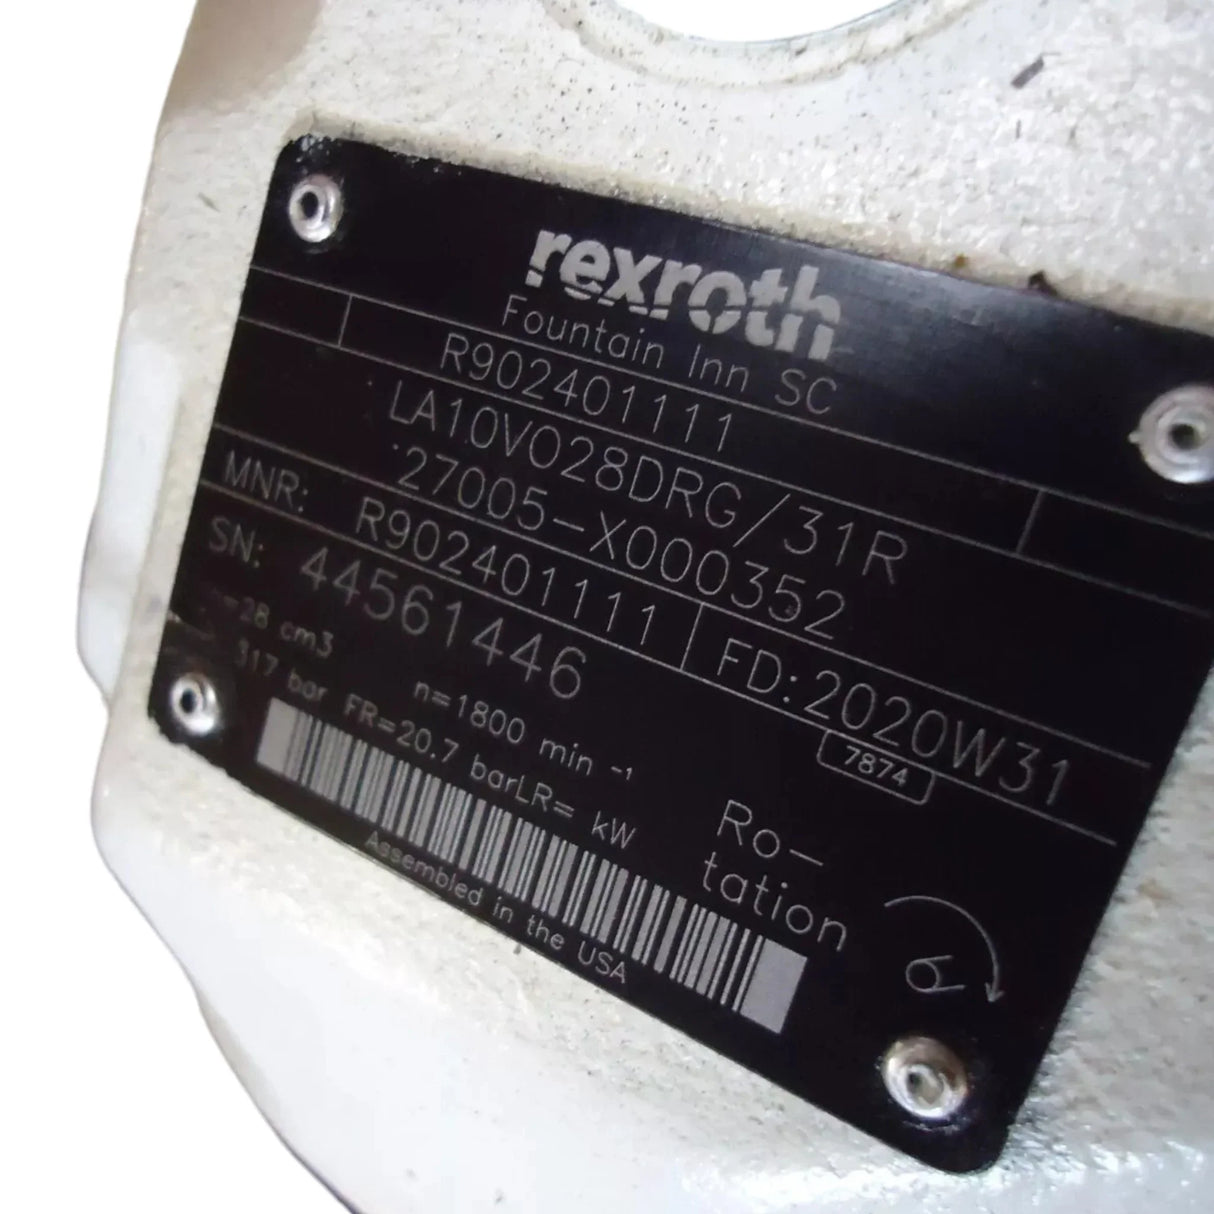 rexroth
Fountain Inn SC
R902401111
LA10VO28DRG/31R
27005-X000352
MNR: R902401111 FD: 2020W31
SN: 44561446 7874
=28 cm3 n=1800 min -1
317 bar FR=20.7 barLR= kW
Ro-
tation
Assembled in the USA